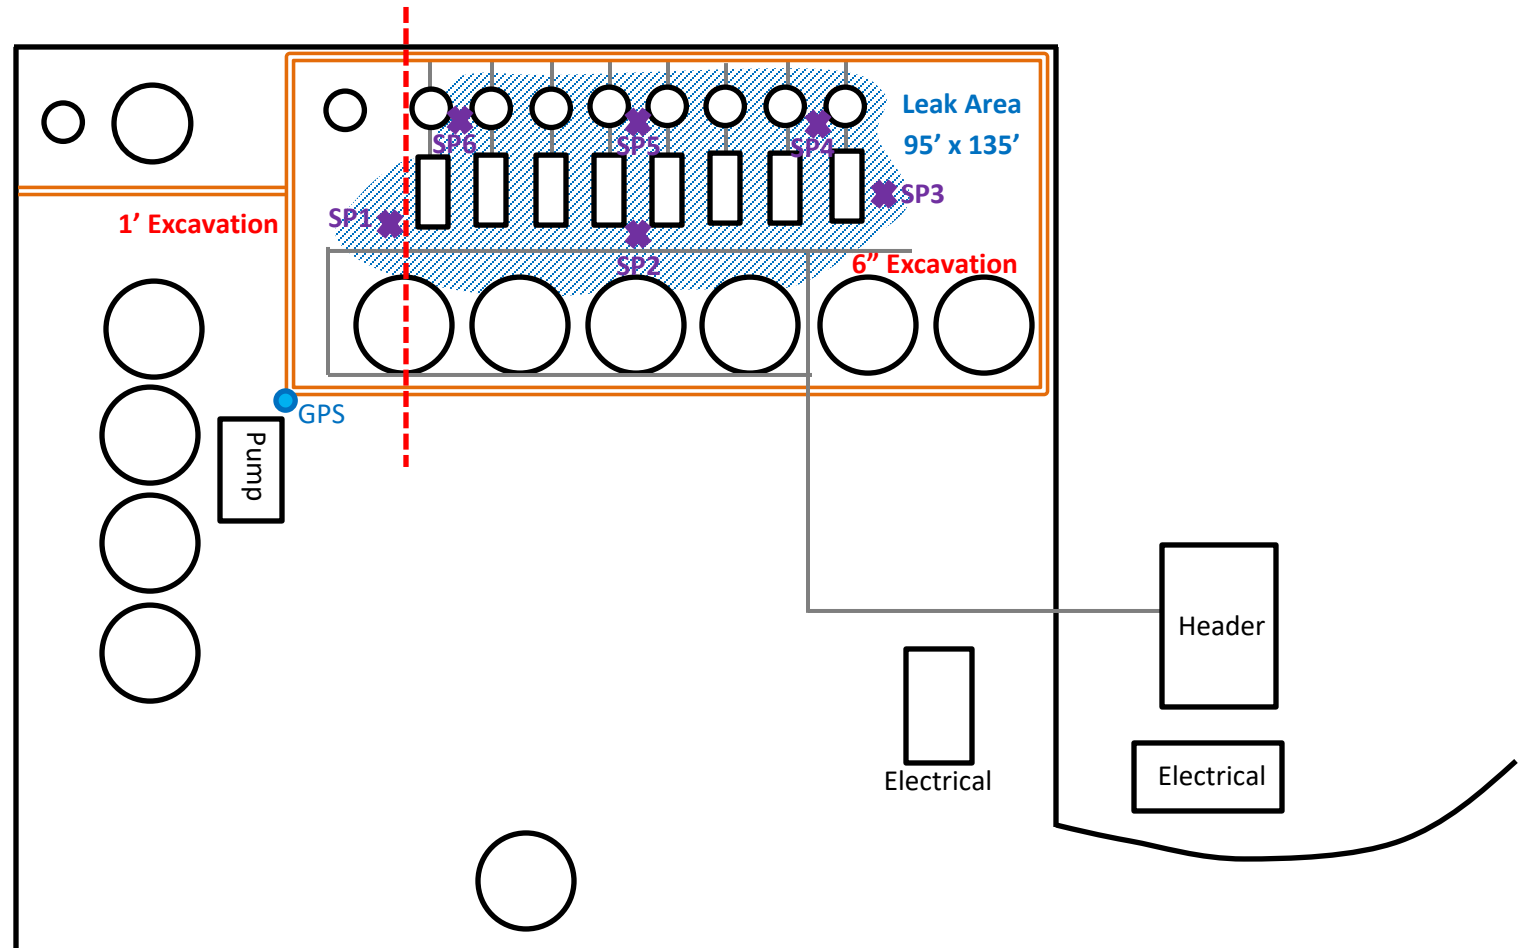 Leak Area
95’ x 135’
SP6
SP5
SP4
SP3
SP1
1’ Excavation
SP2
6” Excavation
GPS
Pump
Header
Electrical
Electrical